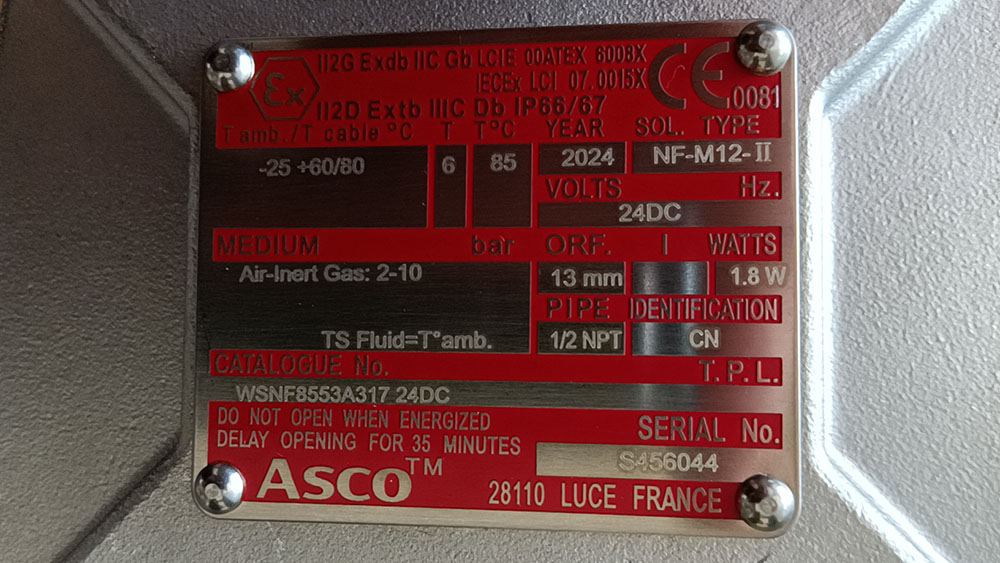 II2G Exdb IIC Gb LCIE 00ATEX 6008X
IECEx LCI 07.0015X
Ex
CE 0081
II2D Extb IIIC Db IP66/67
T amb./T cable °C T T°C YEAR SOL. TYPE
-25 +60/80 6 85 2024 NF-M12-II
VOLTS Hz.
24DC
MEDIUM bar ORF. I WATTS
Air-Inert Gas: 2-10 13 mm 1.8 W
PIPE IDENTIFICATION
TS Fluid=T°amb. 1/2 NPT CN
CATALOGUE No. T.P.L.
WSNF8553A317 24DC
DO NOT OPEN WHEN ENERGIZED
DELAY OPENING FOR 35 MINUTES
SERIAL No.
S456044
ASCO™ 28110 LUCE FRANCE